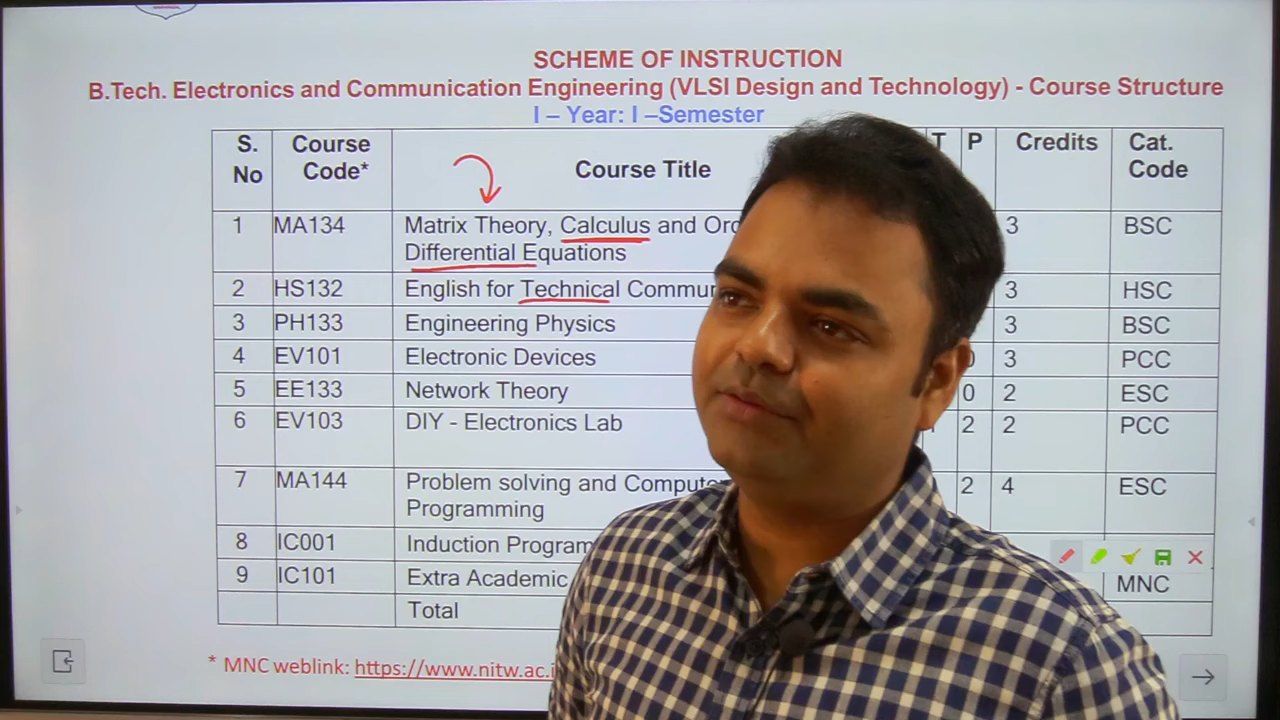 SCHEME OF INSTRUCTION
B.Tech. Electronics and Communication Engineering (VLSI Design and Technology) - Course Structure
I – Year: I –Semester
S. No Course Code* Course Title T P Credits Cat. Code
1 MA134 Matrix Theory, Calculus and 3 BSC
Differential Equations
2 HS132 English for Technical 3 HSC
3 PH133 Engineering Physics 3 BSC
4 EV101 Electronic Devices 3 PCC
5 EE133 Network Theory 0 2 ESC
6 EV103 DIY - Electronics Lab 2 2 PCC
7 MA144 Problem solving and 2 4 ESC
Programming
8 IC001 Induction
9 IC101 Extra Academic MNC
Total
* MNC weblink: https://www.nitw.ac.i